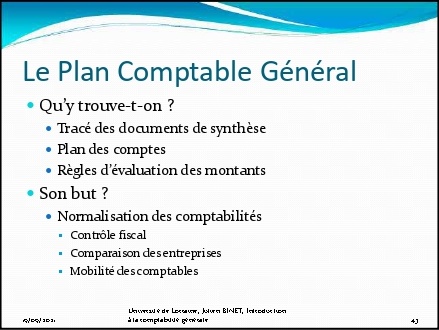 Le Plan Comptable Général
Qu'y trouve-t-on ?
Tracé des documents de synthèse
Plan des comptes
Règles d'évaluation des montants
Son but ?
Normalisation des comptabilités
Contrôle fiscal
Comparaison des entreprises
Mobilité des comptables
Université de Lorraine, Julien BINET, Introduction
à la comptabilité générale
43